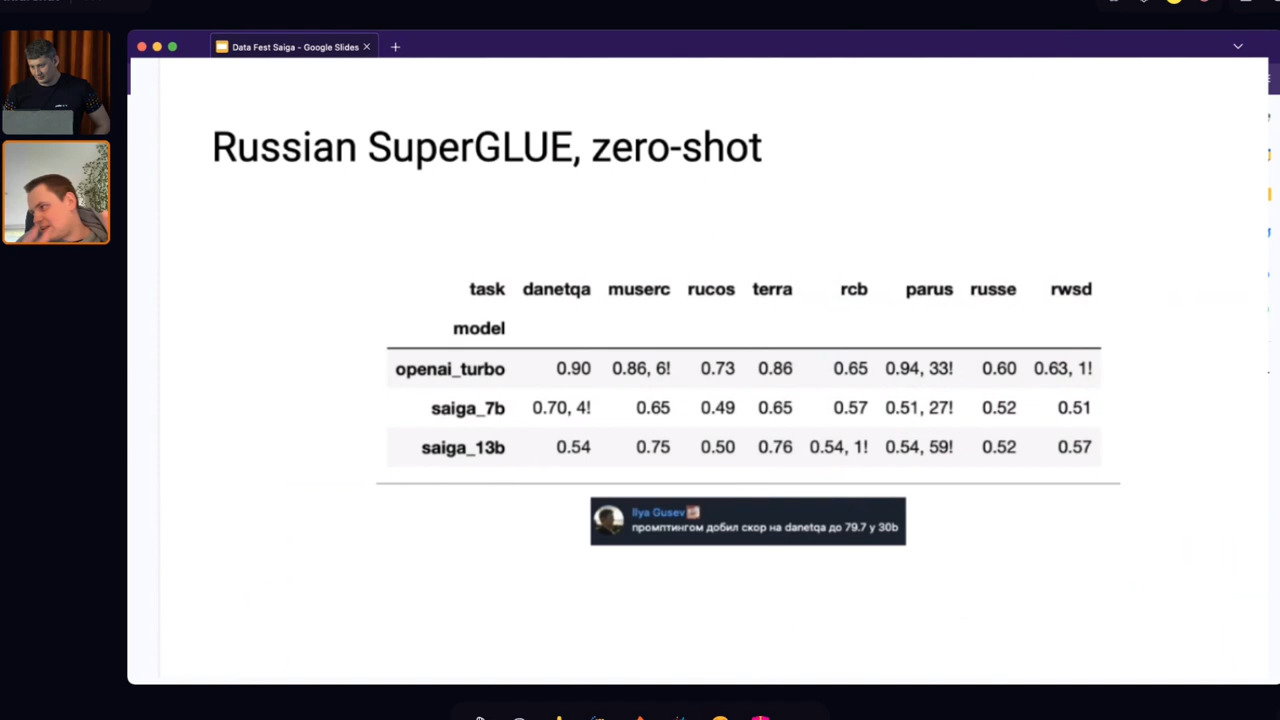 Data Fest Saiga - Google Slides
Russian SuperGLUE, zero-shot
task danetqa muserc rucos terra rcb parus russe rwsd
model
openai_turbo 0.90 0.86, 6! 0.73 0.86 0.65 0.94, 33! 0.60 0.63, 1!
saiga_7b 0.70, 4! 0.65 0.49 0.65 0.57 0.51, 27! 0.52 0.51
saiga_13b 0.54 0.75 0.50 0.76 0.54, 1! 0.54, 59! 0.52 0.57
Ilya Gusev
промптингом добил скор на danetqa до 79.7 у 30b